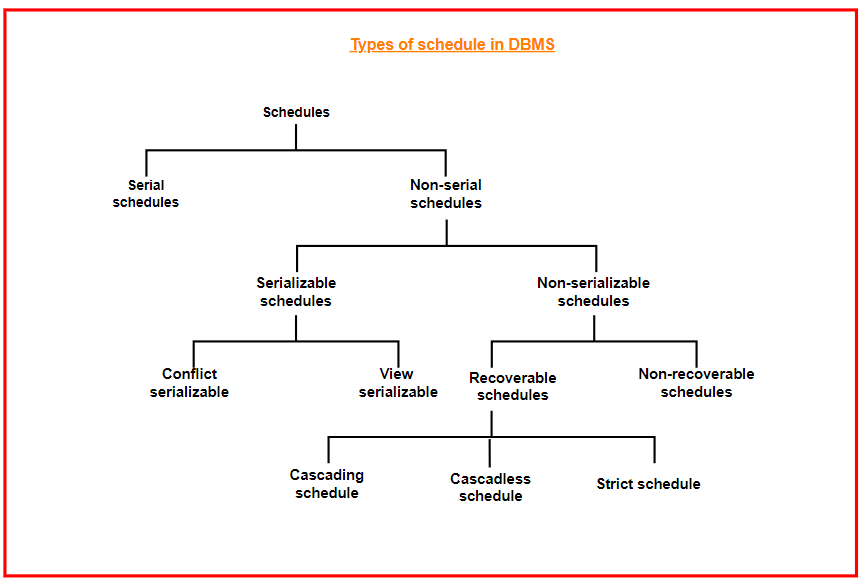 Types of schedule in DBMS
Schedules
Serial
schedules
Non-serial
schedules
Serializable
schedules
Non-serializable
schedules
Conflict
serializable
View
serializable
Recoverable
schedules
Non-recoverable
schedules
Cascading
schedule
Cascadless
schedule
Strict schedule